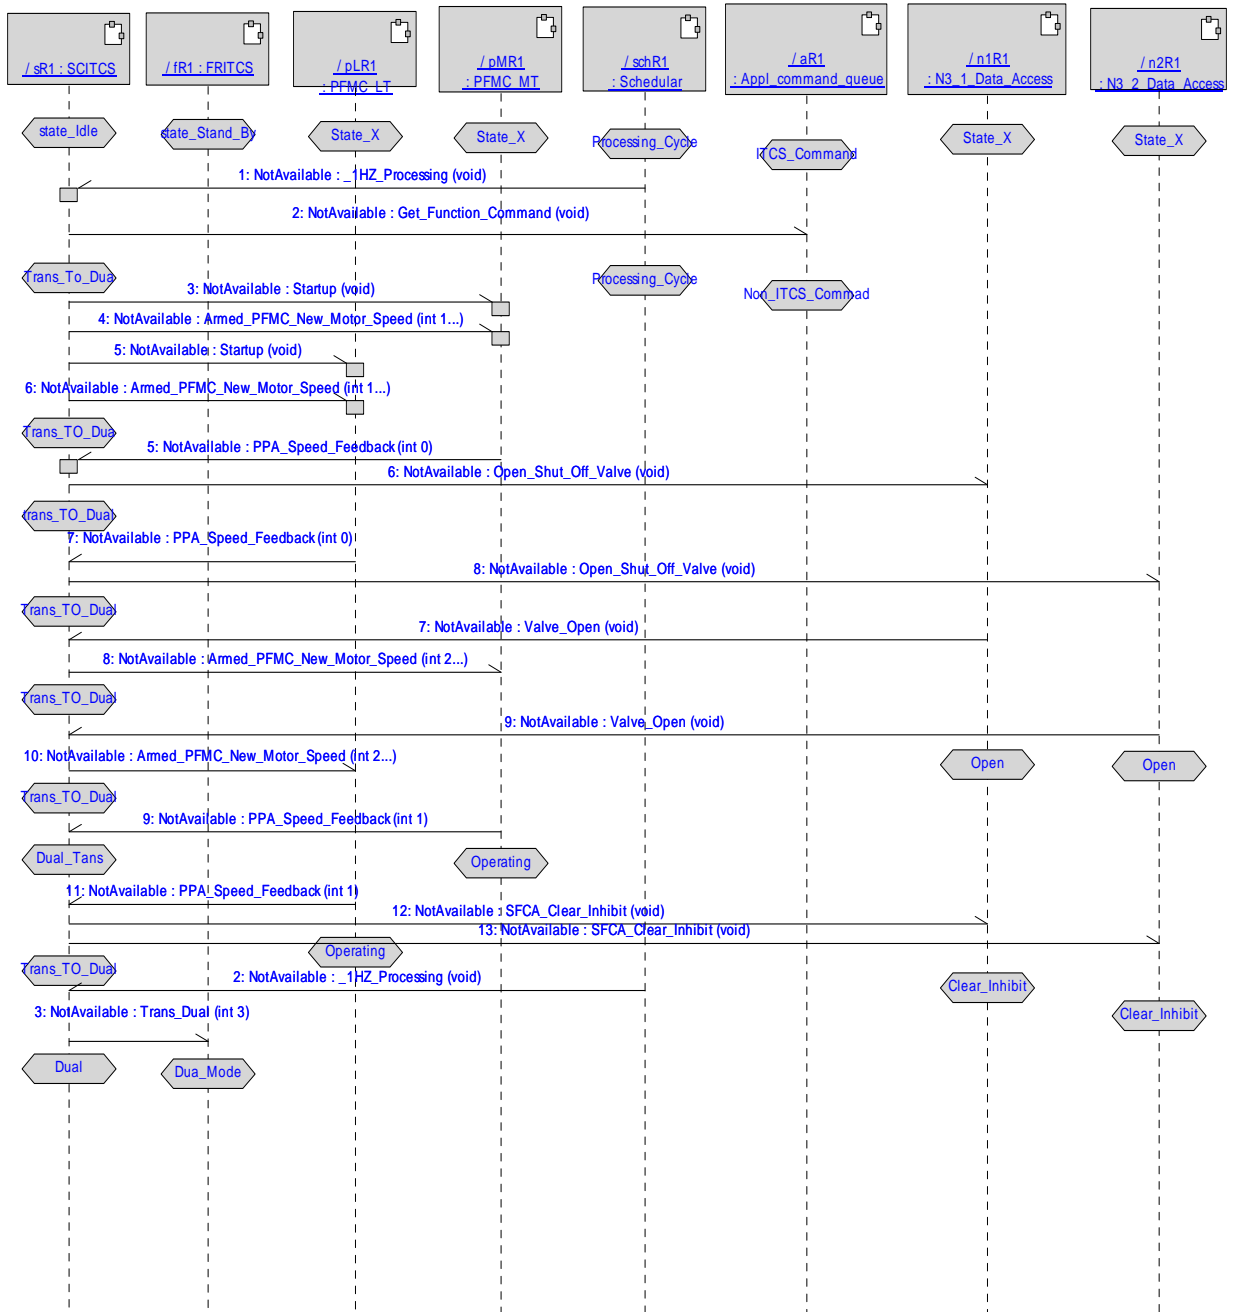 / sR1 : SCITCS
/ fR1 : FRITCS
/ pLR1
: PFMC_LT
/ pMR1
: PFMC_MT
/ schR1
: Schedular
/ aR1
: Appl_command_queue
/ n1R1
: N3_1_Data_Access
/ n2R1
: N3_2_Data_Access
state_Idle
state_Stand_By
State_X
State_X
Processing_Cycle
ITCS_Command
State_X
State_X
1: NotAvailable : _1HZ_Processing (void)
2: NotAvailable : Get_Function_Command (void)
Trans_To_Dua
Processing_Cycle
Non_ITCS_Commad
3: NotAvailable : Startup (void)
4: NotAvailable : Armed_PFMC_New_Motor_Speed (int 1...)
5: NotAvailable : Startup (void)
6: NotAvailable : Armed_PFMC_New_Motor_Speed (int 1...)
Trans_TO_Dua
5: NotAvailable : PPA_Speed_Feedback (int 0)
6: NotAvailable : Open_Shut_Off_Valve (void)
trans_TO_Dual
7: NotAvailable : PPA_Speed_Feedback (int 0)
8: NotAvailable : Open_Shut_Off_Valve (void)
Trans_TO_Dual
7: NotAvailable : Valve_Open (void)
8: NotAvailable : Armed_PFMC_New_Motor_Speed (int 2...)
Trans_TO_Dual
9: NotAvailable : Valve_Open (void)
10: NotAvailable : Armed_PFMC_New_Motor_Speed (int 2...)
Open
Open
Trans_TO_Dual
9: NotAvailable : PPA_Speed_Feedback (int 1)
Dual_Tans
Operating
11: NotAvailable : PPA_Speed_Feedback (int 1)
12: NotAvailable : SFCA_Clear_Inhibit (void)
13: NotAvailable : SFCA_Clear_Inhibit (void)
Operating
Trans_TO_Dual
2: NotAvailable : _1HZ_Processing (void)
Clear_Inhibit
3: NotAvailable : Trans_Dual (int 3)
Clear_Inhibit
Dual
Dua_Mode